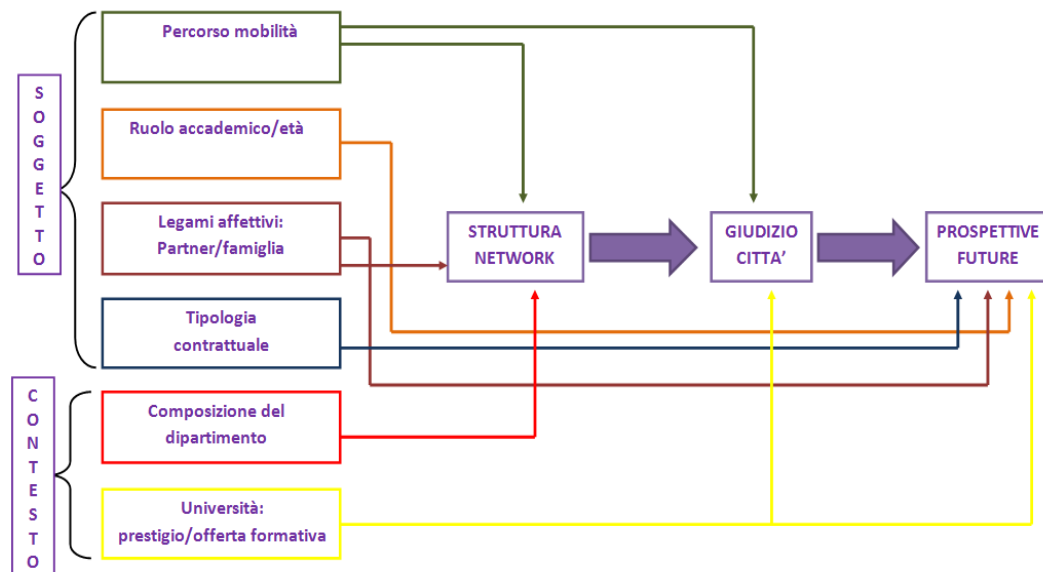 SOGGETTO
Percorso mobilità
Ruolo accademico/età
Legami affettivi:
Partner/famiglia
Tipologia
contrattuale
STRUTTURA
NETWORK
GIUDIZIO
CITTA’
PROSPETTIVE
FUTURE
CONTESTO
Composizione del
dipartimento
Università:
prestigio/offerta formativa